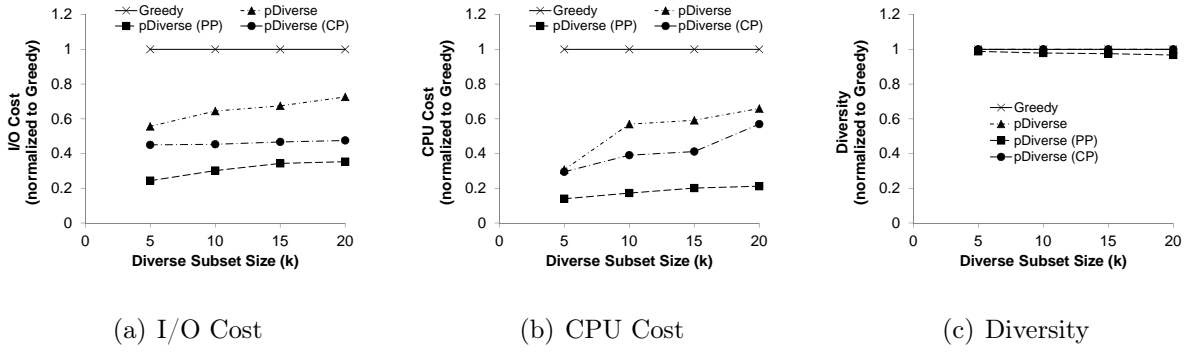 Greedy
pDiverse
pDiverse (PP)
pDiverse (CP)
1.2
1
0.8
0.6
0.4
0.2
0
I/O Cost
(normalized to Greedy)
0
5
10
15
20
Diverse Subset Size (k)
(a) I/O Cost
Greedy
pDiverse
pDiverse (PP)
pDiverse (CP)
1.2
1
0.8
0.6
0.4
0.2
0
CPU Cost
(normalized to Greedy)
0
5
10
15
20
Diverse Subset Size (k)
(b) CPU Cost
1.2
1
0.8
0.6
0.4
0.2
0
Diversity
(normalized to Greedy)
Greedy
pDiverse
pDiverse (PP)
pDiverse (CP)
0
5
10
15
20
Diverse Subset Size (k)
(c) Diversity